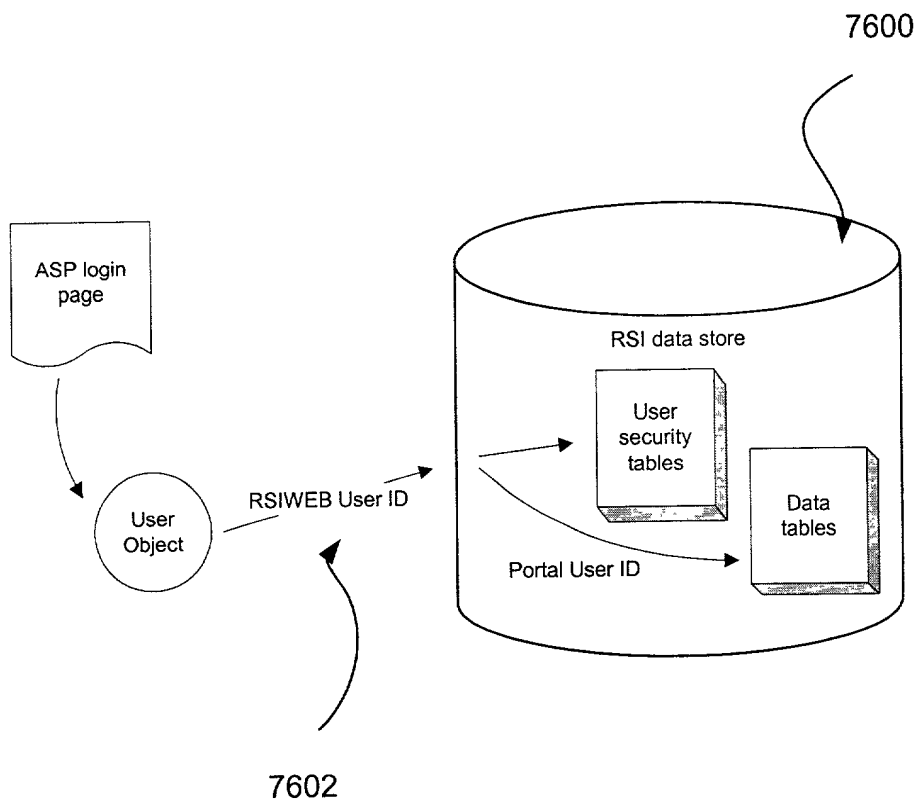 7600
ASP login
page
RSI data store
User
security
tables
Data
tables
User
Object
RSIWEB User ID
Portal User ID
7602